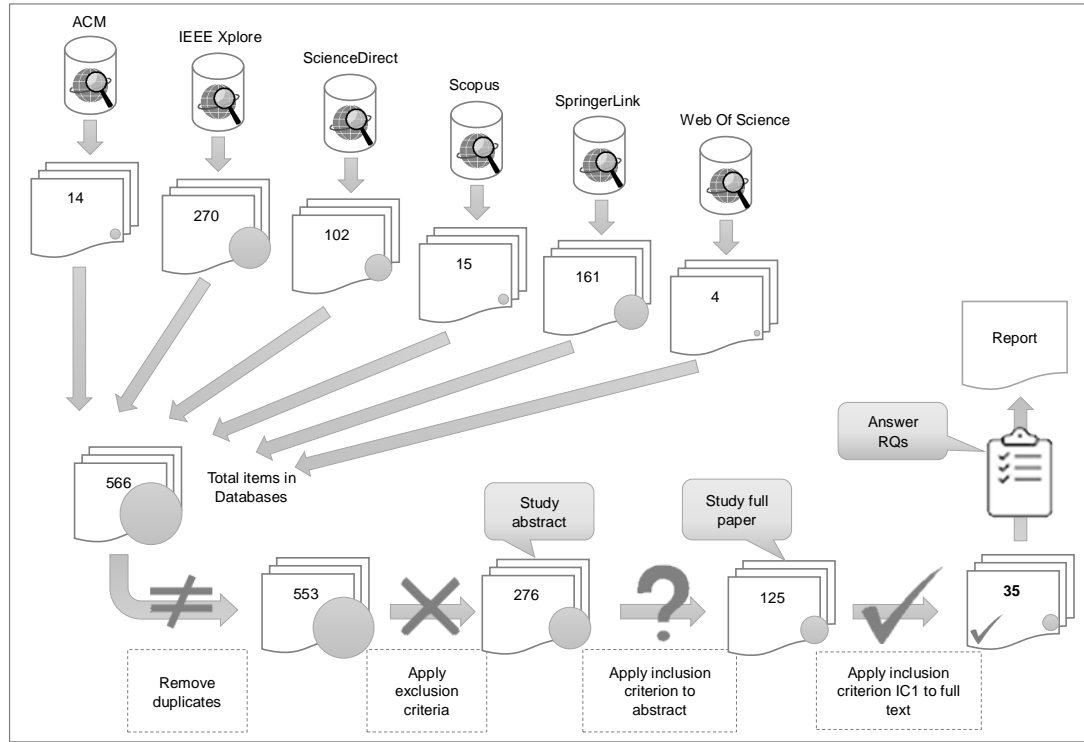 ACM
IEEE Xplore
ScienceDirect
Scopus
SpringerLink
Web Of Science
14
270
102
15
161
4
566
Total items in
Databases
Study
abstract
Study full
paper
Answer
RQs
Report
553
276
125
35
Remove
duplicates
Apply
exclusion
criteria
Apply inclusion
criterion to
abstract
Apply inclusion
criterion IC1 to full
text